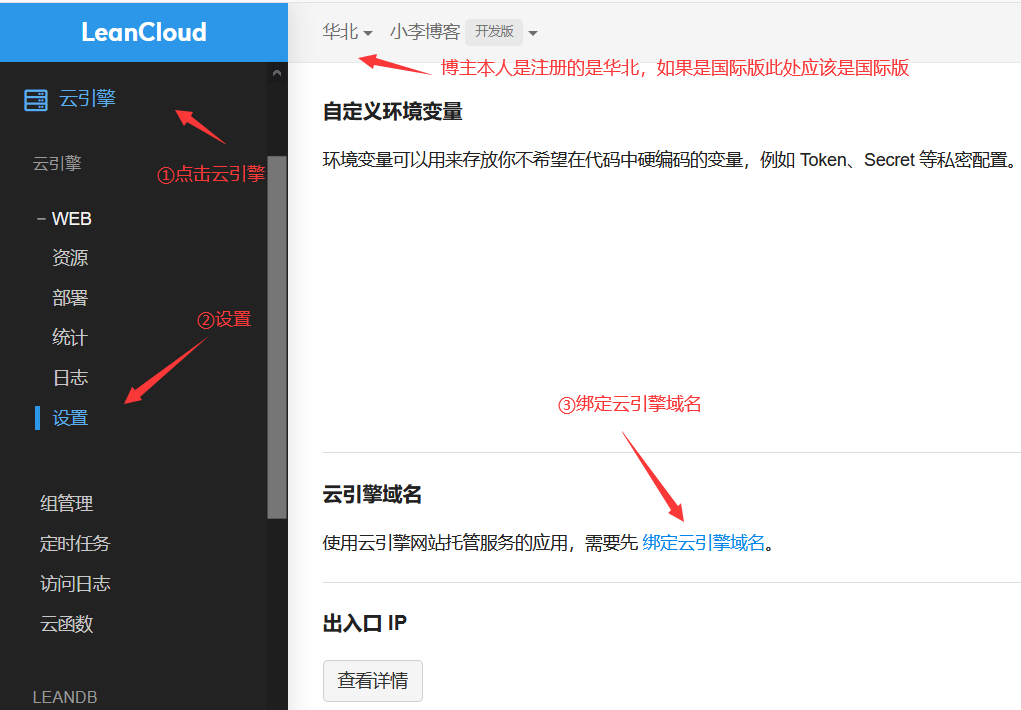 LeanCloud
华北 小李博客 开发版
博主本人是注册的是华北，如果是国际版此处应该是国际版
云引擎
①点击云引擎
云引擎
– WEB
资源
部署
统计
日志
②设置
设置
组管理
定时任务
访问日志
云函数
LEANDB
自定义环境变量
环境变量可以用来存放你不希望在代码中硬编码的变量，例如 Token、Secret 等私密配置。
③绑定云引擎域名
云引擎域名
使用云引擎网站托管服务的应用，需要先 绑定云引擎域名。
出入口 IP
查看详情